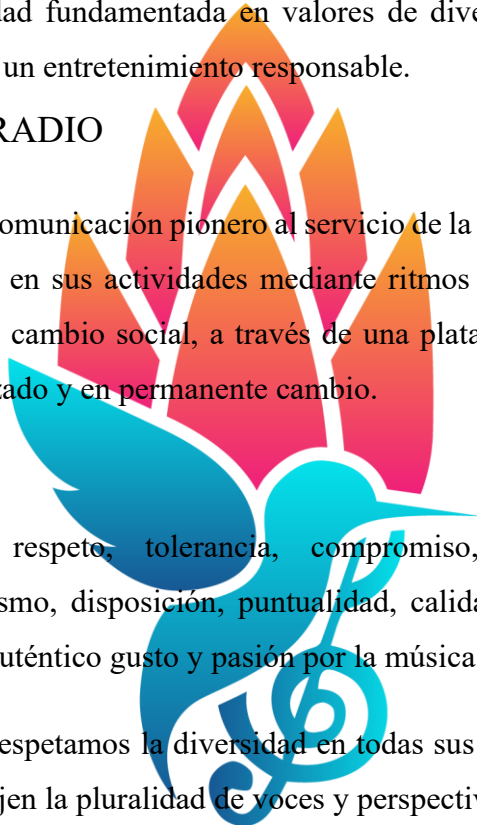 dad fundamentada en valores de dive
un entretenimiento responsable.
RADIO
omunicación pionero al servicio de la
en sus actividades mediante ritmos
cambio social, a través de una plata
zado y en permanente cambio.
respeto, tolerancia, compromiso,
smo, disposición, puntualidad, calida
uténtico gusto y pasión por la música
espetamos la diversidad en todas sus
jen la pluralidad de voces y perspectiv